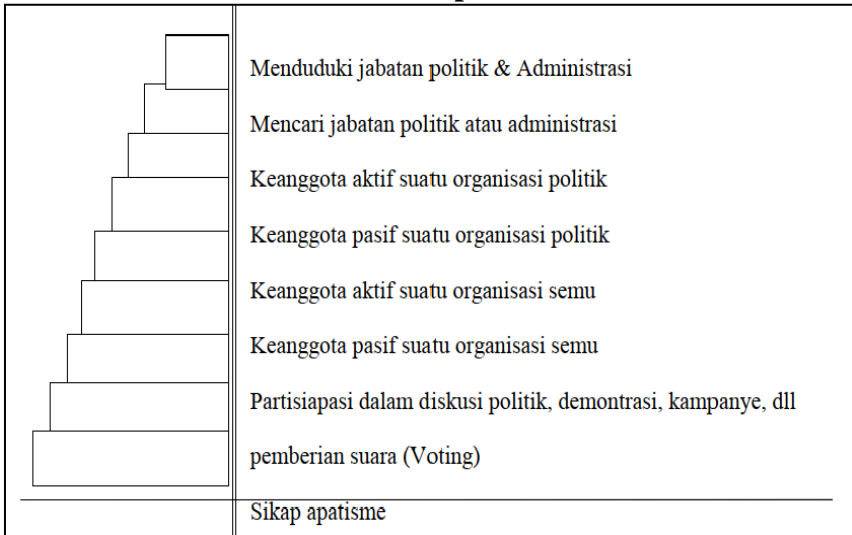 Menduduki jabatan politik & Administrasi
Mencari jabatan politik atau administrasi
Keanggota aktif suatu organisasi politik
Keanggota pasif suatu organisasi politik
Keanggota aktif suatu organisasi semu
Keanggota pasif suatu organisasi semu
Partisiapasi dalam diskusi politik, demontrasi, kampanye, dll
pemberian suara (Voting)
Sikap apatisme